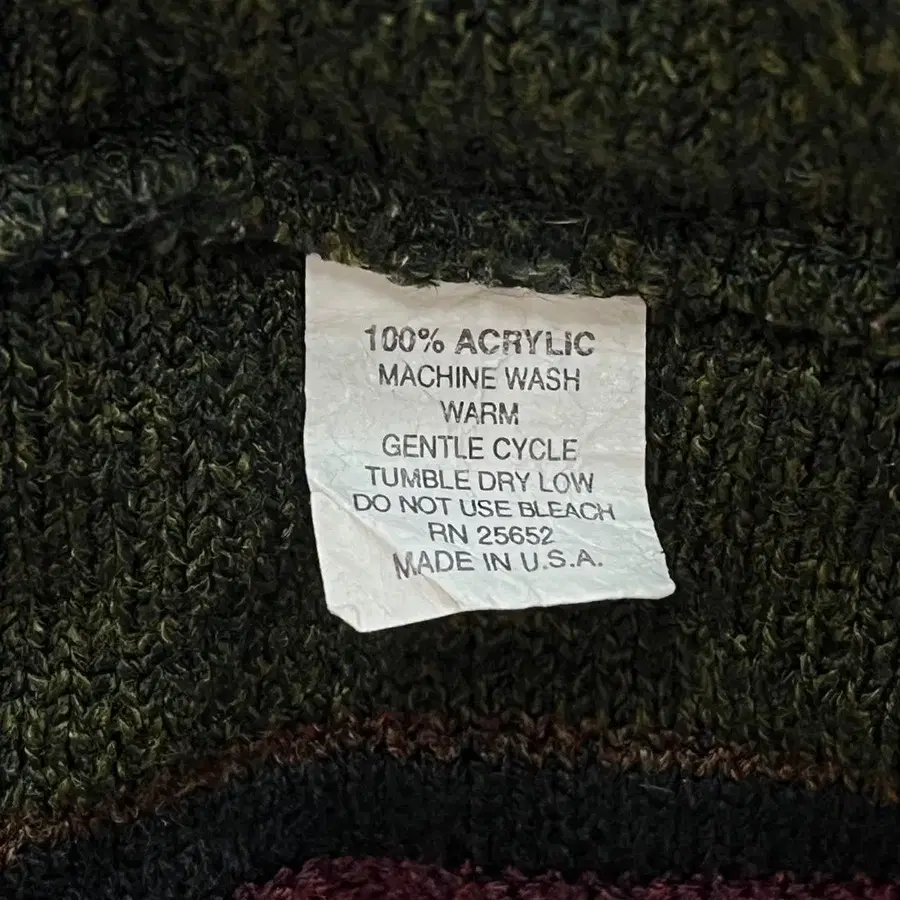 100% ACRYLIC
MACHINE WASH
WARM
GENTLE CYCLE
TUMBLE DRY LOW
DO NOT USE BLEACH
RN 25652
MADE IN U.S.A.